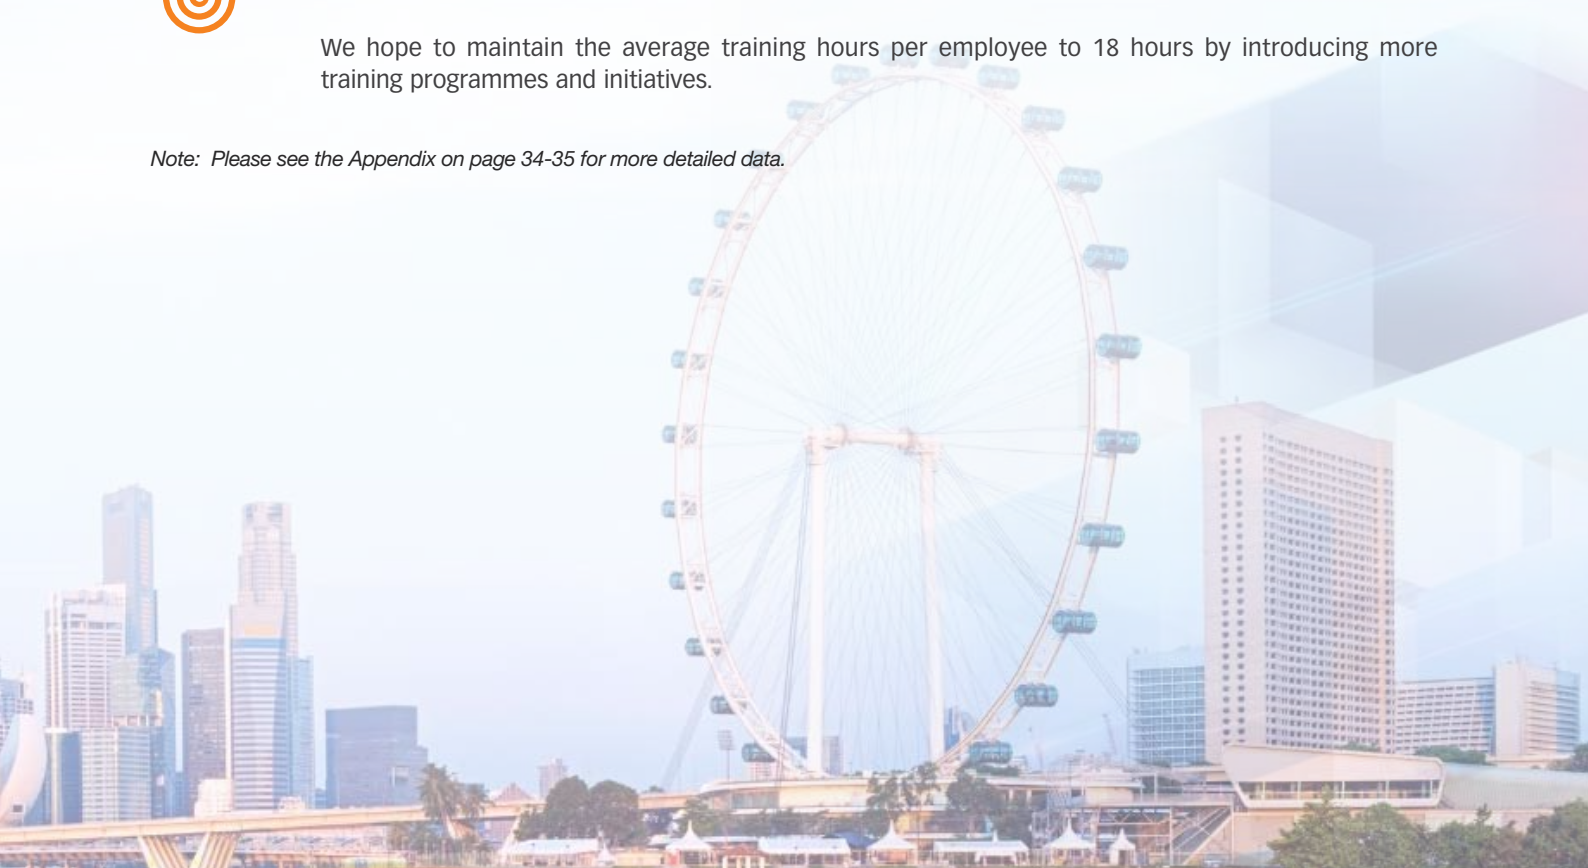 We hope to maintain the average training hours per employee to 18 hours by introducing more
training programmes and initiatives.
Note: Please see the Appendix on page 34-35 for more detailed data.